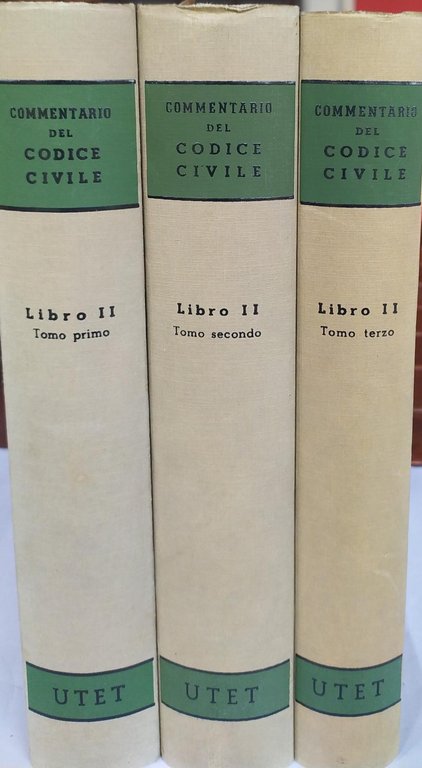 COMMENTARIO
DEL
CODICE
CIVILE
Libro II
Tomo primo
UTET
COMMENTARIO
DEL
CODICE
CIVILE
Libro II
Tomo secondo
UTET
COMMENTARIO
DEL
CODICE
CIVILE
Libro II
Tomo terzo
UTET